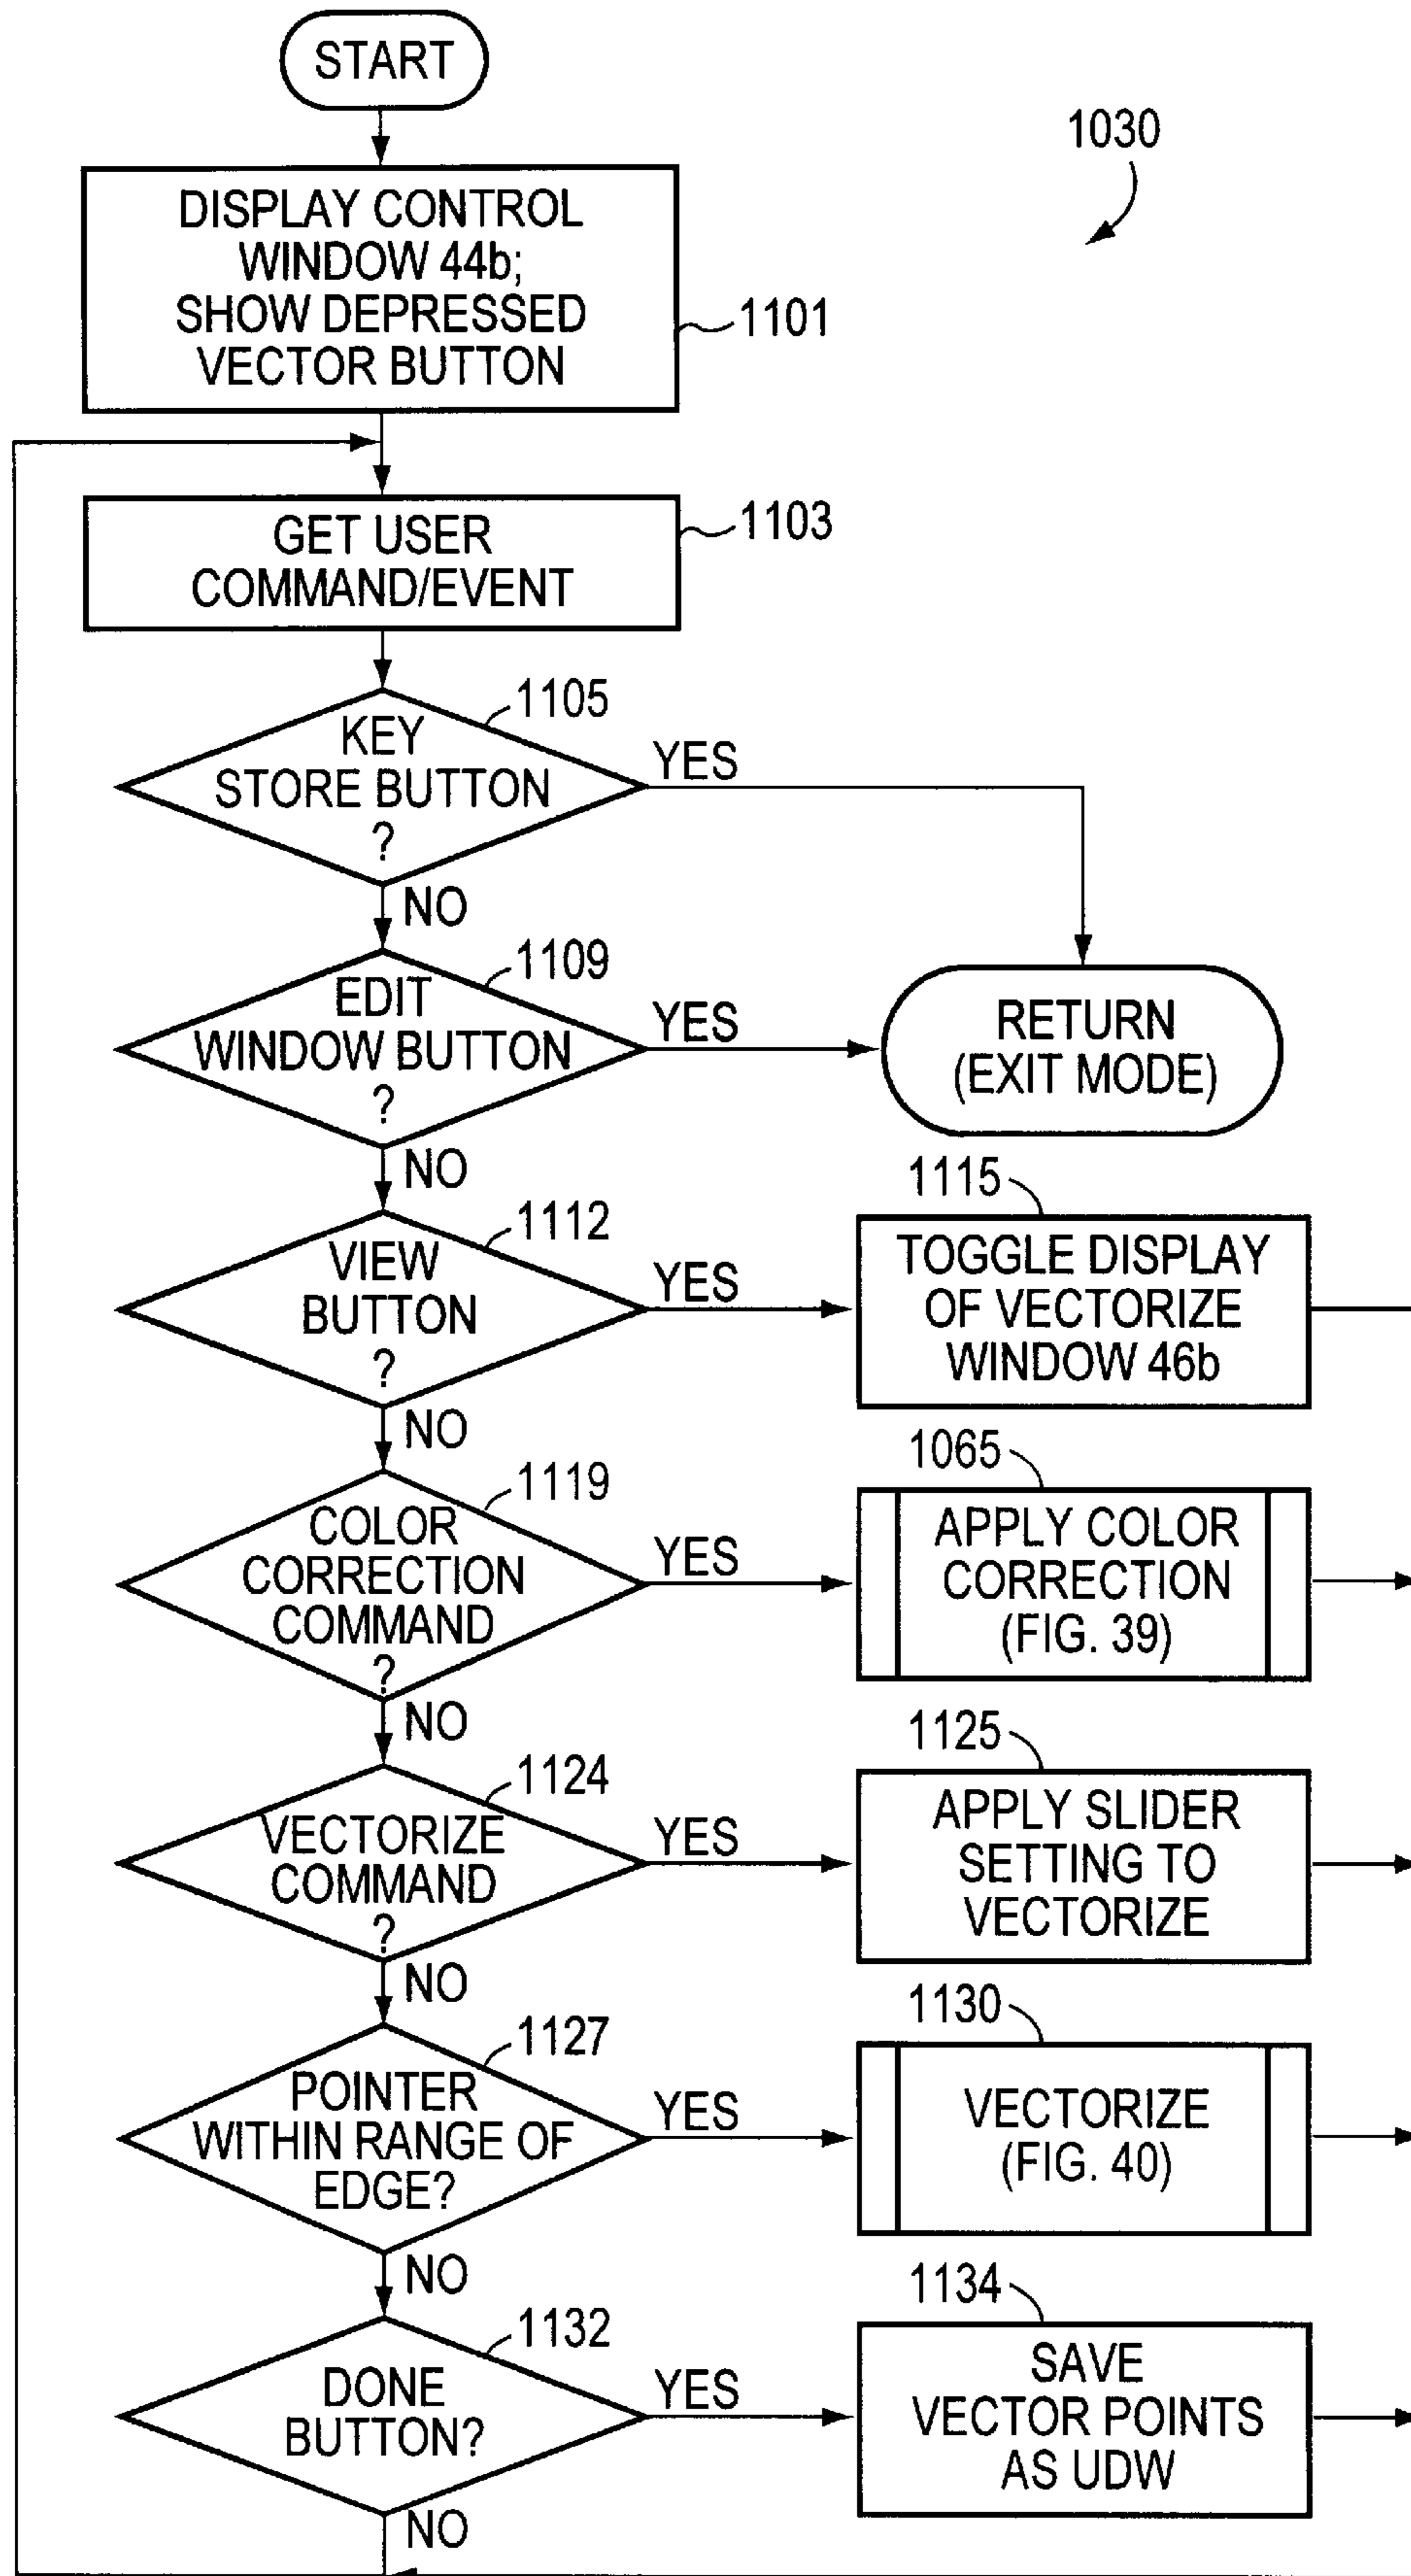 START
1030
DISPLAY CONTROL
WINDOW 44b;
SHOW DEPRESSED
VECTOR BUTTON
1101
GET USER
COMMAND/EVENT
1103
1105
KEY
STORE BUTTON
?
YES
NO
1109
EDIT
WINDOW BUTTON
?
YES
RETURN
(EXIT MODE)
NO
1112
VIEW
BUTTON
?
YES
1115
TOGGLE DISPLAY
OF VECTORIZE
WINDOW 46b
NO
1119
COLOR
CORRECTION
COMMAND
?
YES
1065
APPLY COLOR
CORRECTION
(FIG. 39)
NO
1124
VECTORIZE
COMMAND
?
YES
1125
APPLY SLIDER
SETTING TO
VECTORIZE
NO
1127
POINTER
WITHIN RANGE OF
EDGE?
YES
1130
VECTORIZE
(FIG. 40)
NO
1132
DONE
BUTTON?
YES
1134
SAVE
VECTOR POINTS
AS UDW
NO